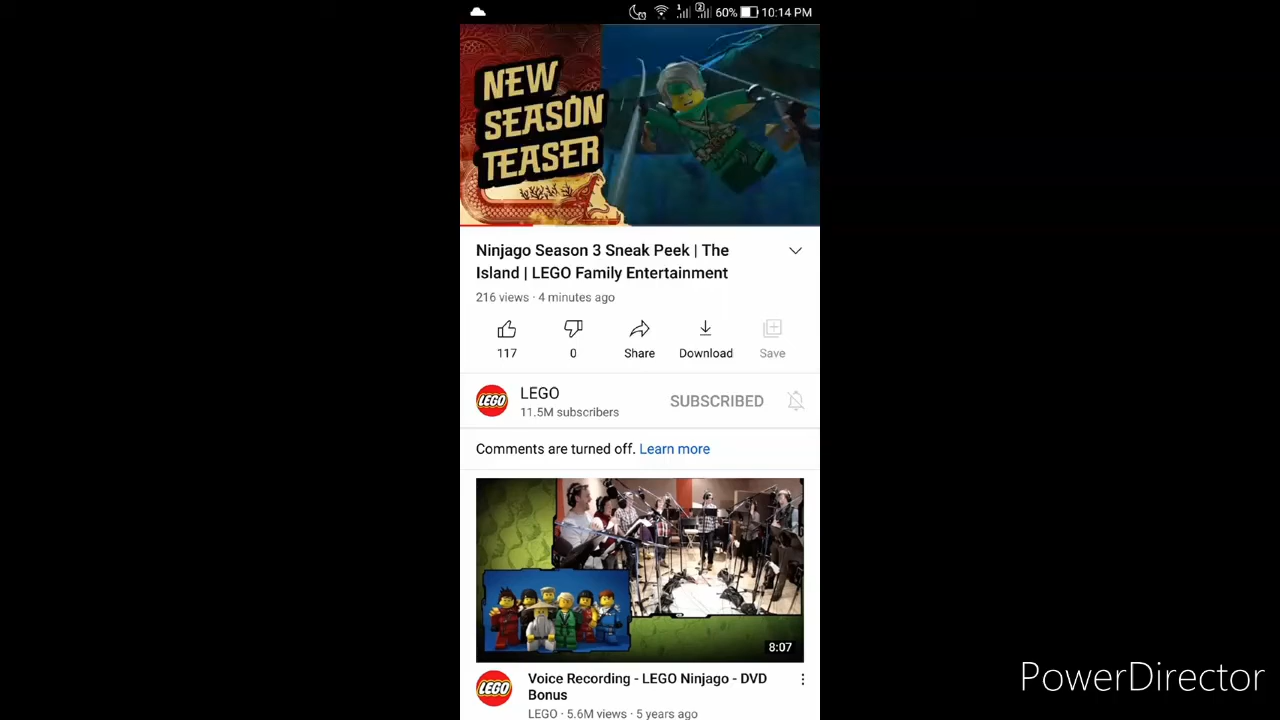 1 2 60% 10:14 PM
NEW
SEASON
TEASER
Ninjago Season 3 Sneak Peek | The
Island | LEGO Family Entertainment
216 views · 4 minutes ago
117 0 Share Download Save
LEGO
LEGO
11.5M subscribers
SUBSCRIBED
Comments are turned off. Learn more
8:07
LEGO
Voice Recording - LEGO Ninjago - DVD
Bonus
LEGO · 5.6M views · 5 years ago
PowerDirector